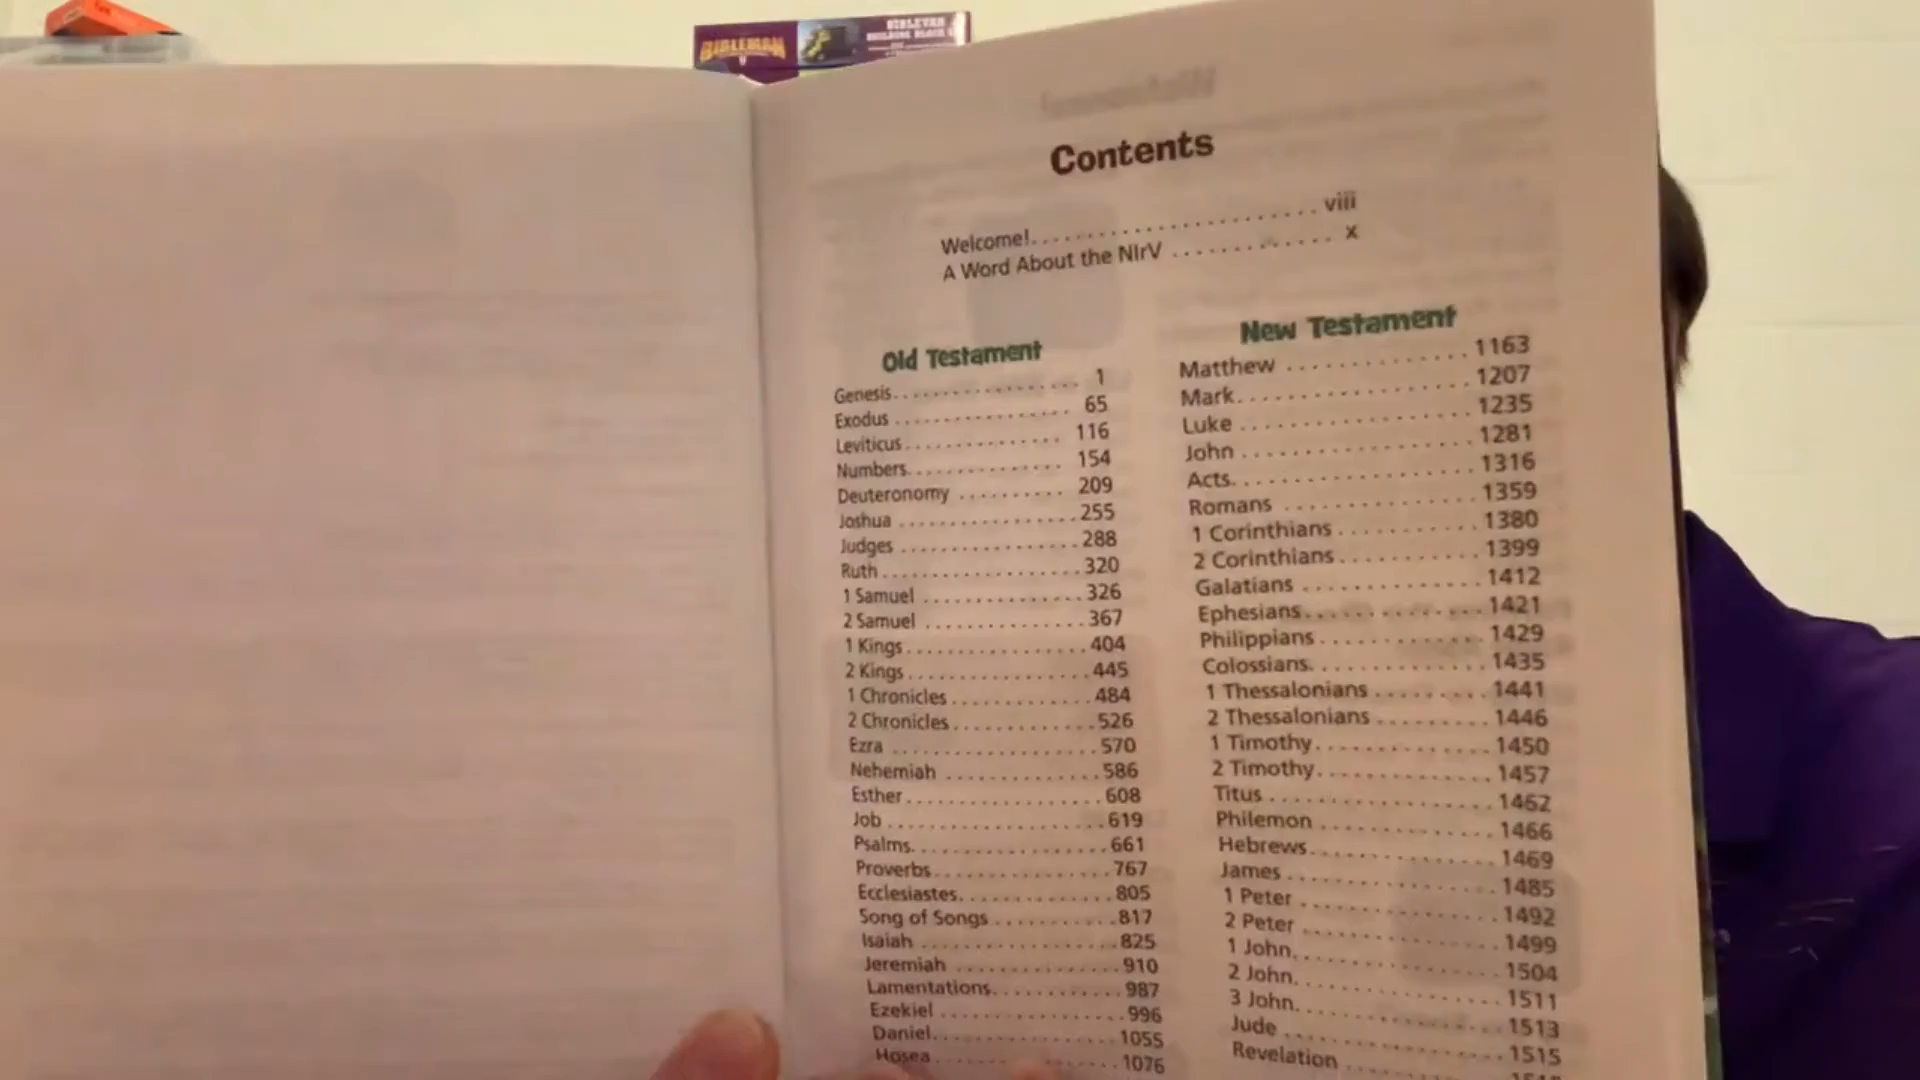 BIBLEMAN
BIBLEVAN
BUILDING BLOCK
Contents
Welcome!......................... viii
A Word About the NIrV .............. x
Old Testament
Genesis................... 1
Exodus .................. 65
Leviticus................ 116
Numbers................ 154
Deuteronomy .......... 209
Joshua .................. 255
Judges .................. 288
Ruth.................... 320
1 Samuel ................ 326
2 Samuel ................ 367
1 Kings.................. 404
2 Kings.................. 445
1 Chronicles.............. 484
2 Chronicles.............. 526
Ezra .................... 570
Nehemiah ................ 586
Esther................... 608
Job ..................... 619
Psalms................... 661
Proverbs................. 767
Ecclesiastes.............. 805
Song of Songs ........... 817
Isaiah ................... 825
Jeremiah ................ 910
Lamentations............ 987
Ezekiel .................. 996
Daniel.................. 1055
Hosea .................. 1076
New Testament
Matthew ............... 1163
Mark................... 1207
Luke ................... 1235
John ................... 1281
Acts................... 1316
Romans ................ 1359
1 Corinthians ........... 1380
2 Corinthians ........... 1399
Galatians .............. 1412
Ephesians.............. 1421
Philippians ............. 1429
Colossians.............. 1435
1 Thessalonians ......... 1441
2 Thessalonians ......... 1446
1 Timothy.............. 1450
2 Timothy.............. 1457
Titus .................. 1462
Philemon .............. 1466
Hebrews............... 1469
James ................. 1485
1 Peter ................ 1492
2 Peter ................ 1499
1 John................. 1504
2 John................. 1511
3 John................. 1513
Jude .................. 1515
Revelation ............